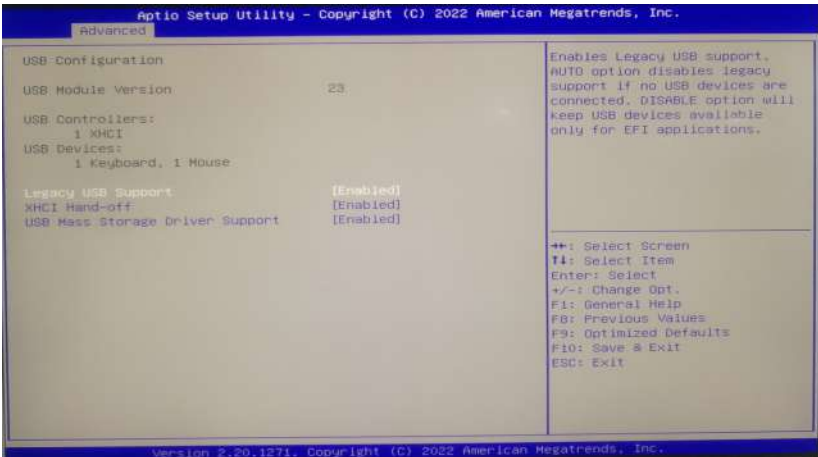 Aptio Setup Utility - Copyright (C) 2022 American Megatrends, Inc.
Advanced
USB Configuration
USB Module Version 23
USB Controllers:
1 XHCI
USB Devices:
1 Keyboard, 1 Mouse
Legacy USB Support [Enabled]
XHCI Hand-off [Enabled]
USB Mass Storage Driver Support [Enabled]
Enables Legacy USB support.
AUTO option disables legacy
support if no USB devices are
connected. DISABLE option will
keep USB devices available
only for EFI applications.
→←: Select Screen
↑↓: Select Item
Enter: Select
+/-: Change Opt.
F1: General Help
F8: Previous Values
F9: Optimized Defaults
F10: Save & Exit
ESC: Exit
Version 2.20.1271. Copyright (C) 2022 American Megatrends, Inc.